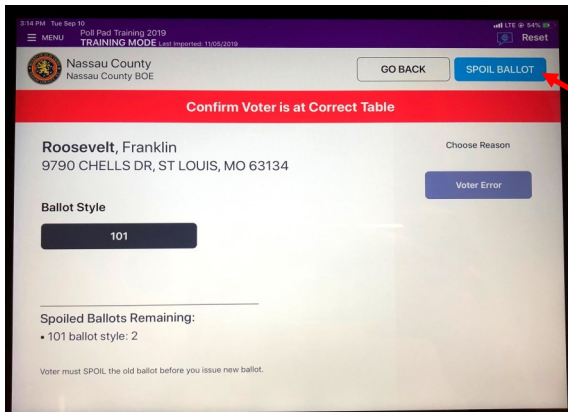 3:14 PM Tue Sep 10
LTE 54%
MENU
Poll Pad Training 2019
TRAINING MODE Last Imported: 11/05/2019
Reset
Nassau County
Nassau County BOE
GO BACK
SPOIL BALLOT
Confirm Voter is at Correct Table
Roosevelt, Franklin
9790 CHELLS DR, ST LOUIS, MO 63134
Choose Reason
Voter Error
Ballot Style
101
Spoiled Ballots Remaining:
• 101 ballot style: 2
Voter must SPOIL the old ballot before you issue new ballot.